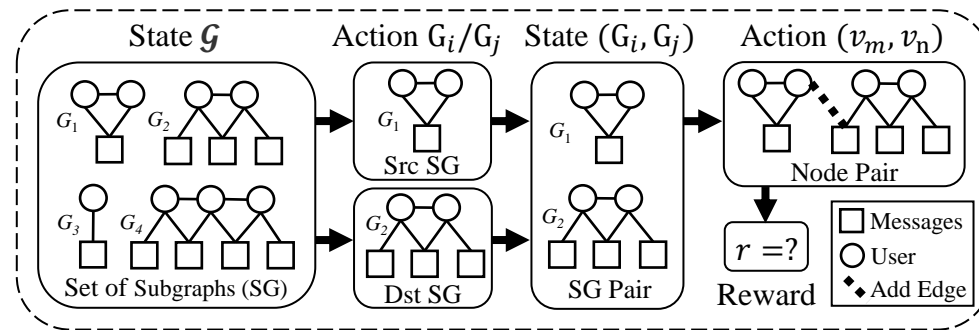 State 𝓖
Action G_i/G_j
State (G_i, G_j)
Action (v_m, v_n)
G_1
G_2
G_3
G_4
Set of Subgraphs (SG)
G_1
Src SG
G_2
Dst SG
G_1
G_2
SG Pair
Node Pair
r =?
Reward
Messages
User
Add Edge